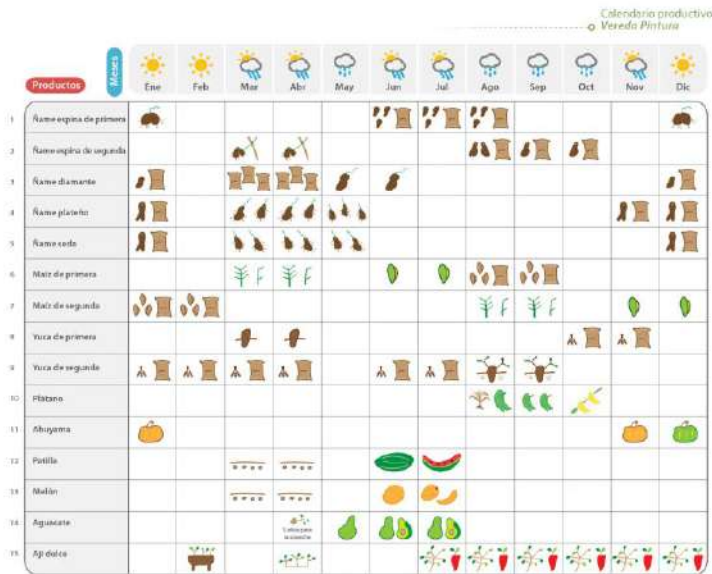 Calendario productivo
Vereda Pintura
Productos
Meses
Ene
Feb
Mar
Abr
May
Jun
Jul
Ago
Sep
Oct
Nov
Dic
1 Ñame espina de primera
2 Ñame espina de segunda
3 Ñame diamante
4 Ñame plateño
5 Ñame seda
6 Maíz de primera
7 Maíz de segunda
8 Yuca de primera
9 Yuca de segunda
10 Plátano
11 Ahuyama
12 Patilla
13 Melón
14 Aguacate
15 Ají dulce